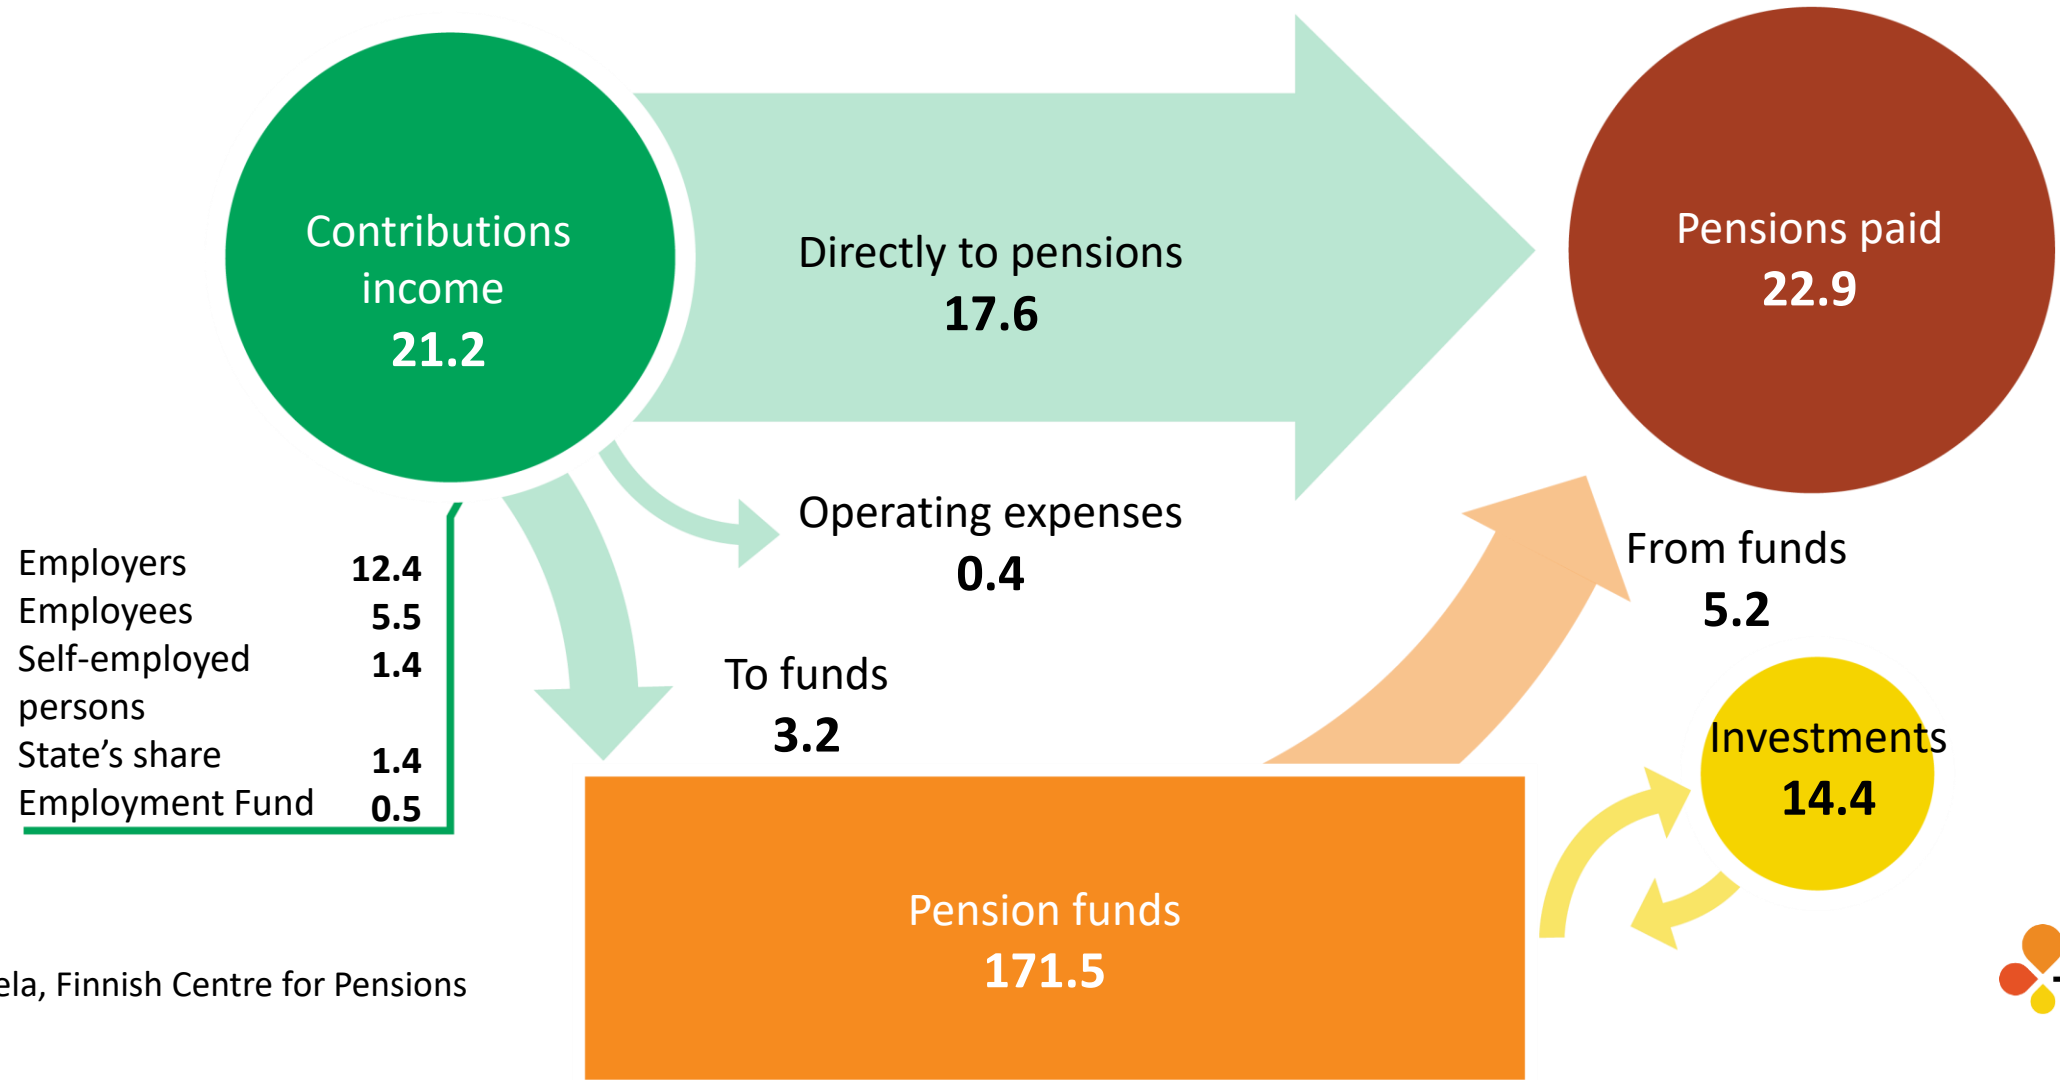 Contributions
income
21.2
Directly to pensions
17.6
Pensions paid
22.9
Operating expenses
0.4
From funds
5.2
Employers 12.4
Employees 5.5
Self-employed 1.4
persons
State’s share 1.4
Employment Fund 0.5
To funds
3.2
Investments
14.4
Pension funds
171.5
Finnish Centre for Pensions